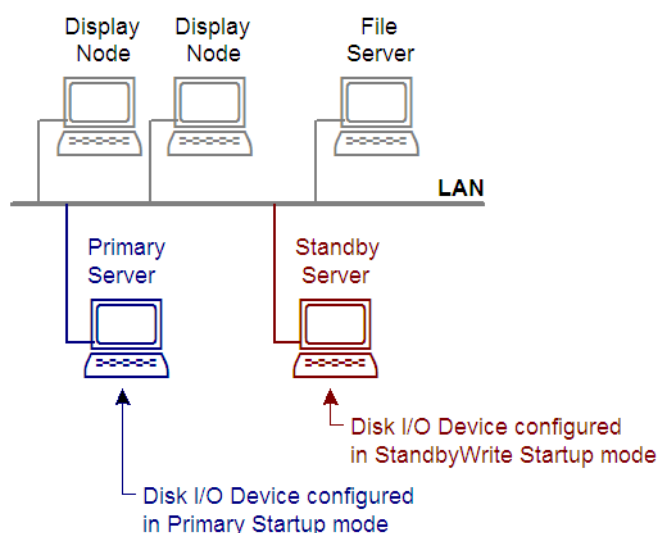 Display
Node
Display
Node
File
Server
LAN
Primary
Server
Standby
Server
Disk I/O Device configured
in StandbyWrite Startup mode
Disk I/O Device configured
in Primary Startup mode